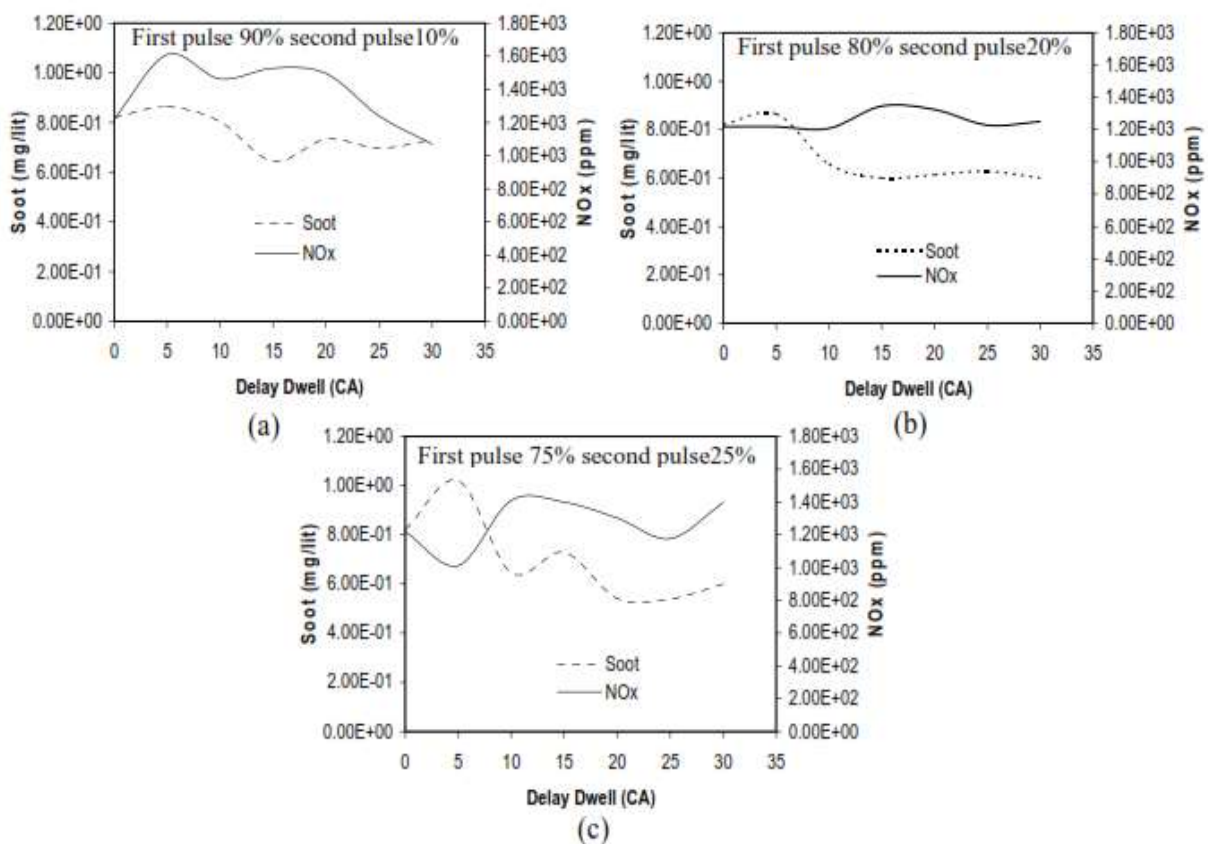 First pulse 90% second pulse10%
Soot (mg/lit)
1.20E+00
1.00E+00
8.00E-01
6.00E-01
4.00E-01
2.00E-01
0.00E+00
NOx (ppm)
1.80E+03
1.60E+03
1.40E+03
1.20E+03
1.00E+03
8.00E+02
6.00E+02
4.00E+02
2.00E+02
0.00E+00
Soot
NOx
0 5 10 15 20 25 30 35
Delay Dwell (CA)
(a)
First pulse 80% second pulse20%
Soot (mg/lit)
1.20E+00
1.00E+00
8.00E-01
6.00E-01
4.00E-01
2.00E-01
0.00E+00
NOx (ppm)
1.80E+03
1.60E+03
1.40E+03
1.20E+03
1.00E+03
8.00E+02
6.00E+02
4.00E+02
2.00E+02
0.00E+00
Soot
NOx
0 5 10 15 20 25 30 35
Delay Dwell (CA)
(b)
First pulse 75% second pulse25%
Soot (mg/lit)
1.20E+00
1.00E+00
8.00E-01
6.00E-01
4.00E-01
2.00E-01
0.00E+00
NOx (ppm)
1.80E+03
1.60E+03
1.40E+03
1.20E+03
1.00E+03
8.00E+02
6.00E+02
4.00E+02
2.00E+02
0.00E+00
Soot
NOx
0 5 10 15 20 25 30 35
Delay Dwell (CA)
(c)